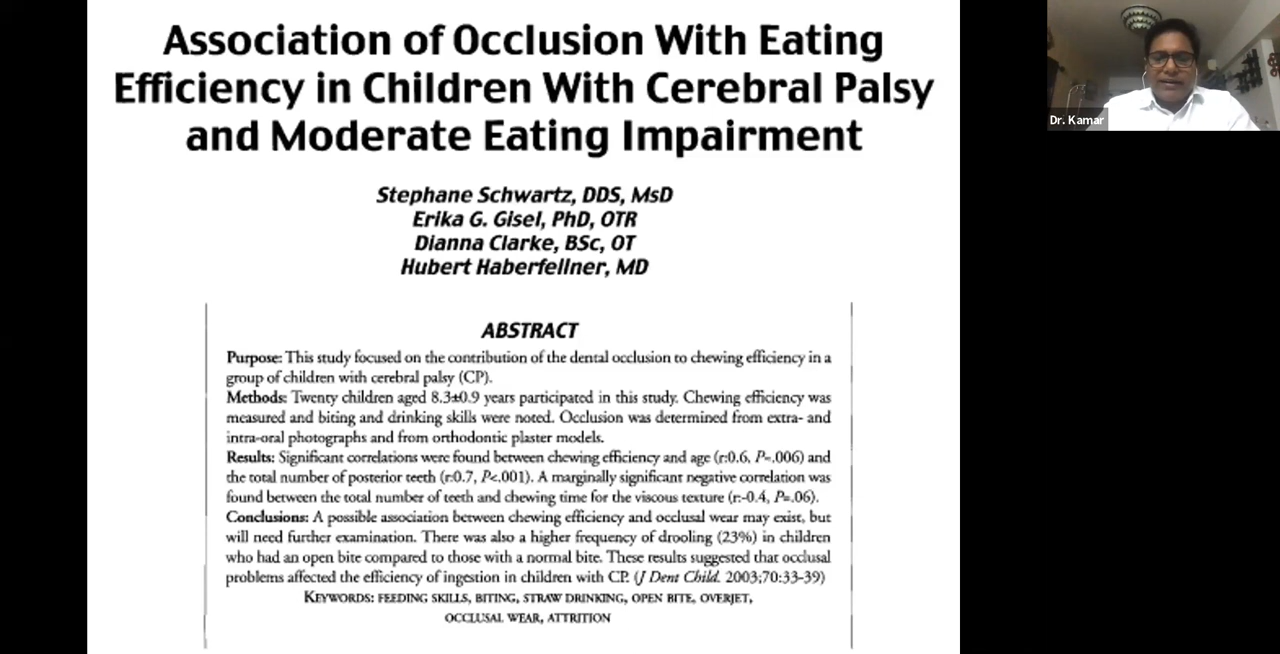 Association of Occlusion With Eating
Efficiency in Children With Cerebral Palsy
and Moderate Eating Impairment
Stephane Schwartz, DDS, MsD
Erika G. Gisel, PhD, OTR
Dianna Clarke, BSc, OT
Hubert Haberfellner, MD
ABSTRACT
Purpose: This study focused on the contribution of the dental occlusion to chewing efficiency in a
group of children with cerebral palsy (CP).
Methods: Twenty children aged 8.3±0.9 years participated in this study. Chewing efficiency was
measured and biting and drinking skills were noted. Occlusion was determined from extra- and
intra-oral photographs and from orthodontic plaster models.
Results: Significant correlations were found between chewing efficiency and age (r:0.6, P=.006) and
the total number of posterior teeth (r:0.7, P<.001). A marginally significant negative correlation was
found between the total number of teeth and chewing time for the viscous texture (r:-0.4, P=.06).
Conclusions: A possible association between chewing efficiency and occlusal wear may exist, but
will need further examination. There was also a higher frequency of drooling (23%) in children
who had an open bite compared to those with a normal bite. These results suggested that occlusal
problems affected the efficiency of ingestion in children with CP. (J Dent Child. 2003;70:33-39)
KEYWORDS: FEEDING SKILLS, BITING, STRAW DRINKING, OPEN BITE, OVERJET,
OCCLUSAL WEAR, ATTRITION
Dr. Kamar